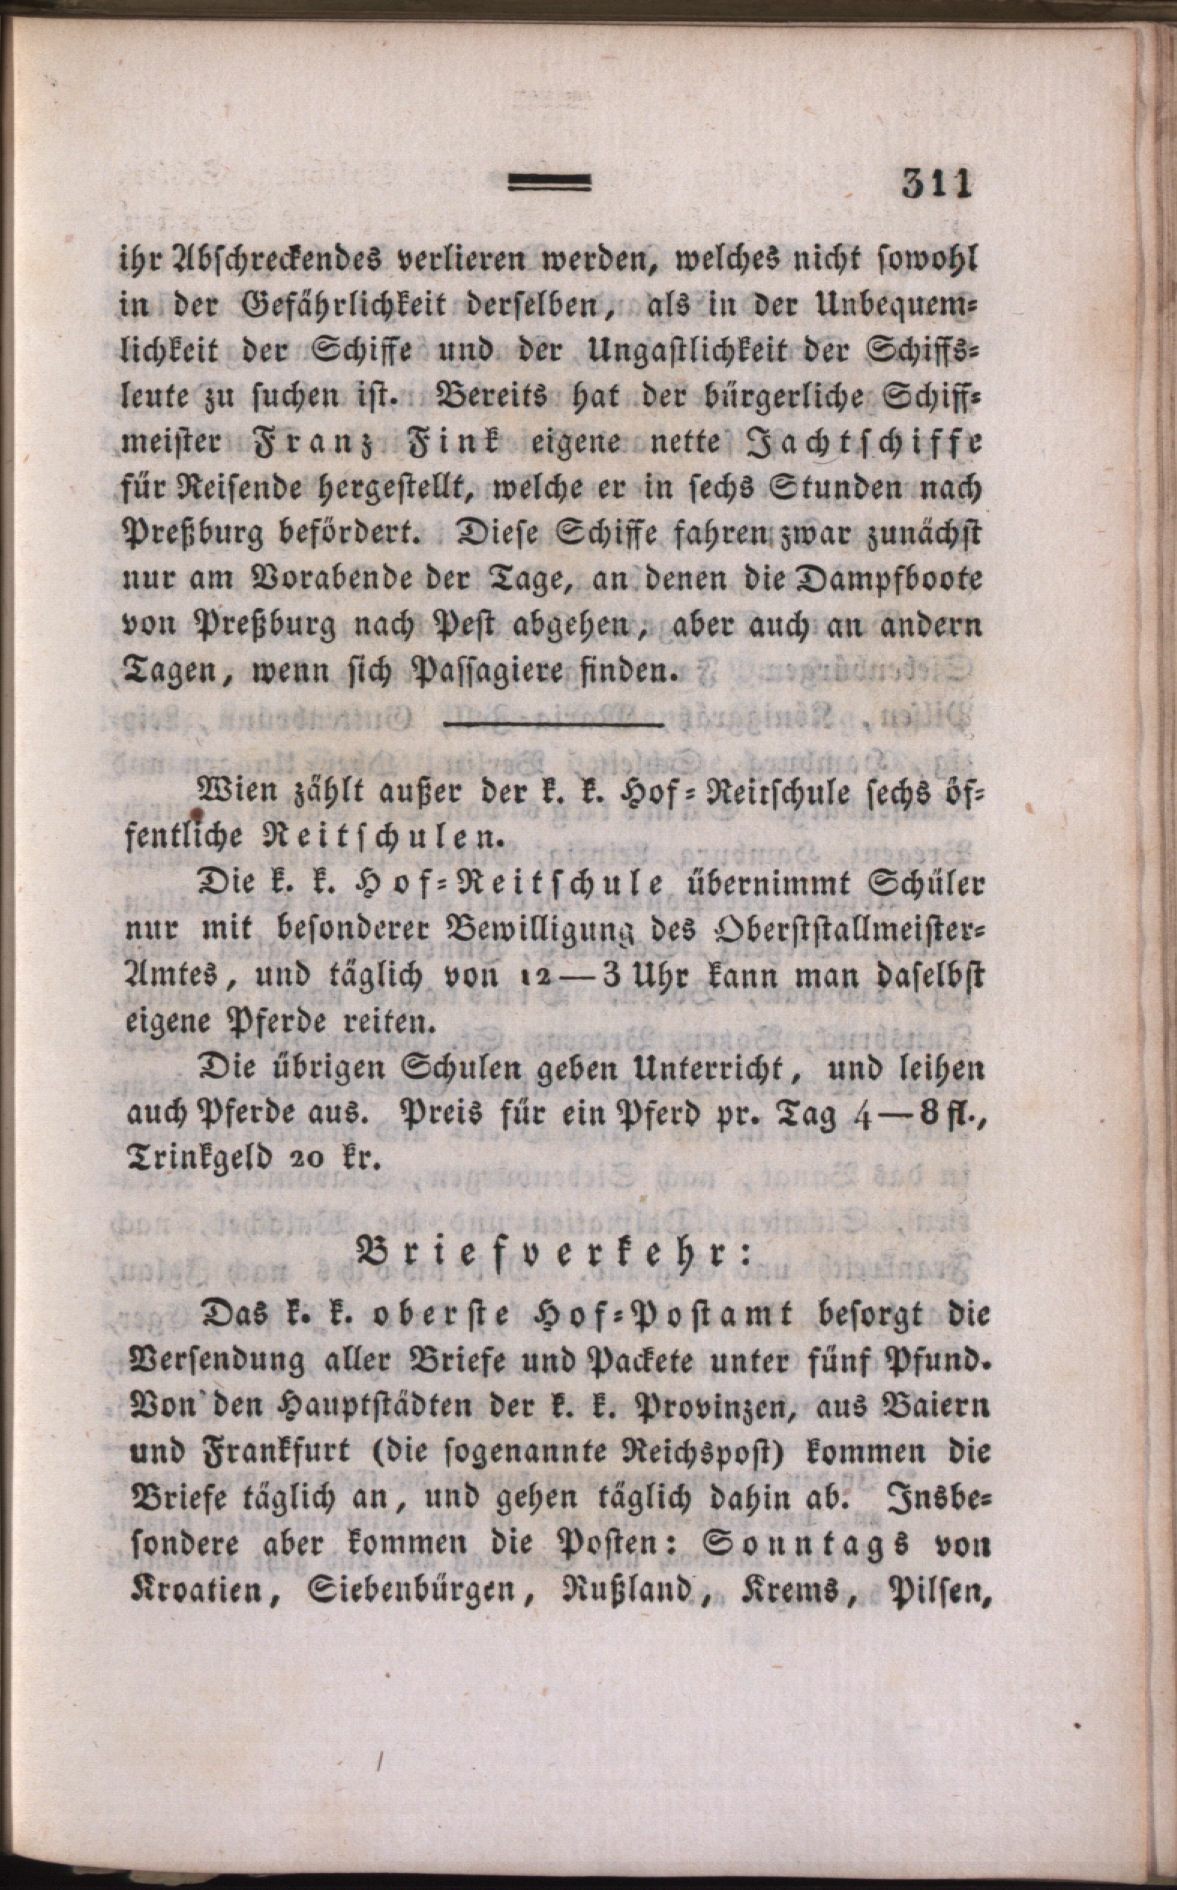 311
ihr Abschreckendes verlieren werden, welches nicht sowohl
in der Gefährlichkeit derselben, als in der Unbequem-
lichkeit der Schiffe und der Ungastlichkeit der Schiffs-
leute zu suchen ist. Bereits hat der bürgerliche Schiff-
meister Franz Fink eigene nette Jachtschiffe
für Reisende hergestellt, welche er in sechs Stunden nach
Preßburg befördert. Diese Schiffe fahren zwar zunächst
nur am Vorabende der Tage, an denen die Dampfboote
von Preßburg nach Pest abgehen, aber auch an andern
Tagen, wenn sich Passagiere finden.
Wien zählt außer der k. k. Hof-Reitschule sechs öf-
fentliche Reitschulen.
Die k. k. Hof-Reitschule übernimmt Schüler
nur mit besonderer Bewilligung des Oberststallmeister-
Amtes, und täglich von 12—3 Uhr kann man daselbst
eigene Pferde reiten.
Die übrigen Schulen geben Unterricht, und leihen
auch Pferde aus. Preis für ein Pferd pr. Tag 4—8 fl.,
Trinkgeld 20 kr.
Briefverkehr:
Das k. k. oberste Hof-Postamt besorgt die
Versendung aller Briefe und Packete unter fünf Pfund.
Von den Hauptstädten der k. k. Provinzen, aus Baiern
und Frankfurt (die sogenannte Reichspost) kommen die
Briefe täglich an, und gehen täglich dahin ab. Insbe-
sondere aber kommen die Posten: Sonntags von
Kroatien, Siebenbürgen, Rußland, Krems, Pilsen,